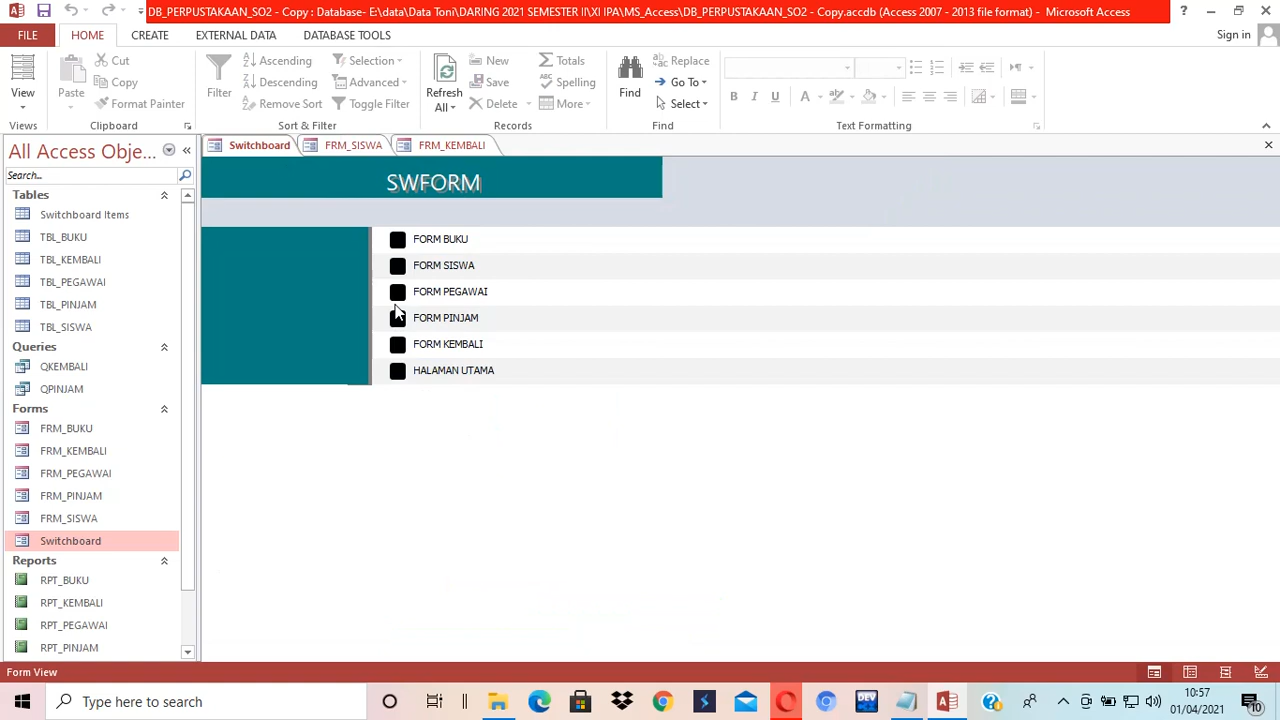 DB_PERPUSTAKAAN_SO2 - Copy : Database- E:\data\Data Toni\DARING 2021 SEMESTER II\XI IPA\MS_Access\DB_PERPUSTAKAAN_SO2 - Copy.accdb (Access 2007 - 2013 file format) - Microsoft Access
FILE HOME CREATE EXTERNAL DATA DATABASE TOOLS Sign in
View
Views
Paste
Cut
Copy
Format Painter
Clipboard
Filter
Ascending
Descending
Remove Sort
Selection
Advanced
Toggle Filter
Sort & Filter
Refresh All
New
Save
Delete
Totals
Spelling
More
Records
Find
Replace
Go To
Select
Find
B I U A
Text Formatting
All Access Obje...
Search...
Tables
Switchboard Items
TBL_BUKU
TBL_KEMBALI
TBL_PEGAWAI
TBL_PINJAM
TBL_SISWA
Queries
QKEMBALI
QPINJAM
Forms
FRM_BUKU
FRM_KEMBALI
FRM_PEGAWAI
FRM_PINJAM
FRM_SISWA
Switchboard
Reports
RPT_BUKU
RPT_KEMBALI
RPT_PEGAWAI
RPT_PINJAM
Switchboard FRM_SISWA FRM_KEMBALI
SWFORM
FORM BUKU
FORM SISWA
FORM PEGAWAI
FORM PINJAM
FORM KEMBALI
HALAMAN UTAMA
Form View
Type here to search
DEV
10:57
01/04/2021
10